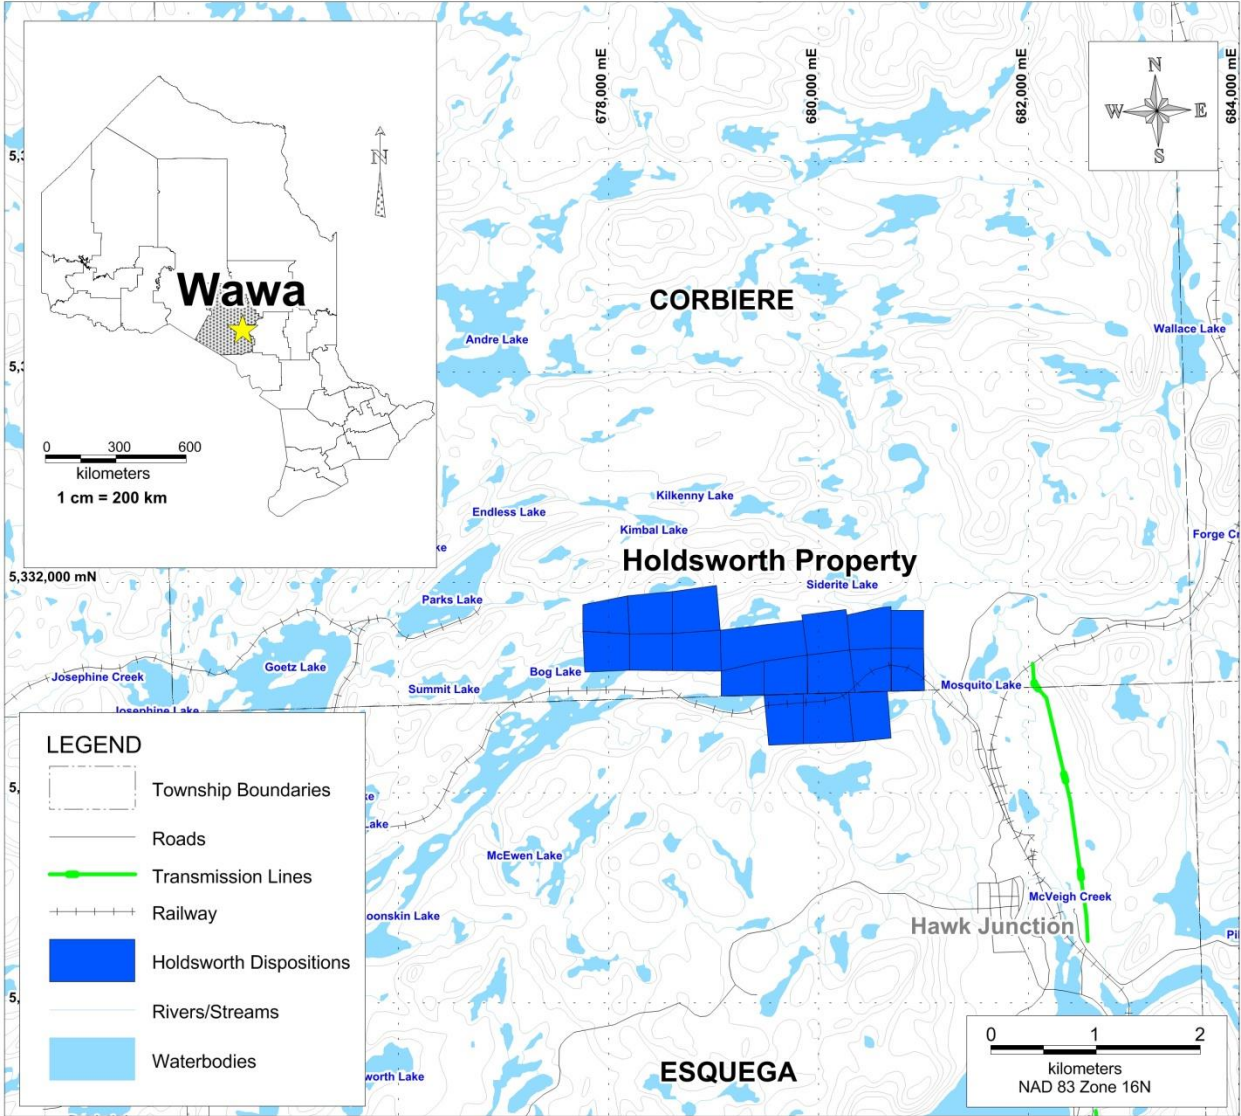 678,000 mE
680,000 mE
682,000 mE
684,000 mE
N
W
E
S
N
Wawa
0 300 600
kilometers
1 cm = 200 km
CORBIERE
Andre Lake
Wallace Lake
Kilkenny Lake
Endless Lake
Kimbal Lake
Holdsworth Property
Siderite Lake
5,332,000 mN
Parks Lake
Goetz Lake
Josephine Creek
Josephine Lake
Summit Lake
Bog Lake
Mosquito Lake
McEwen Lake
McVeigh Creek
Hawk Junction
ESQUEGA
LEGEND
Township Boundaries
Roads
Transmission Lines
Railway
Holdsworth Dispositions
Rivers/Streams
Waterbodies
0 1 2
kilometers
NAD 83 Zone 16N